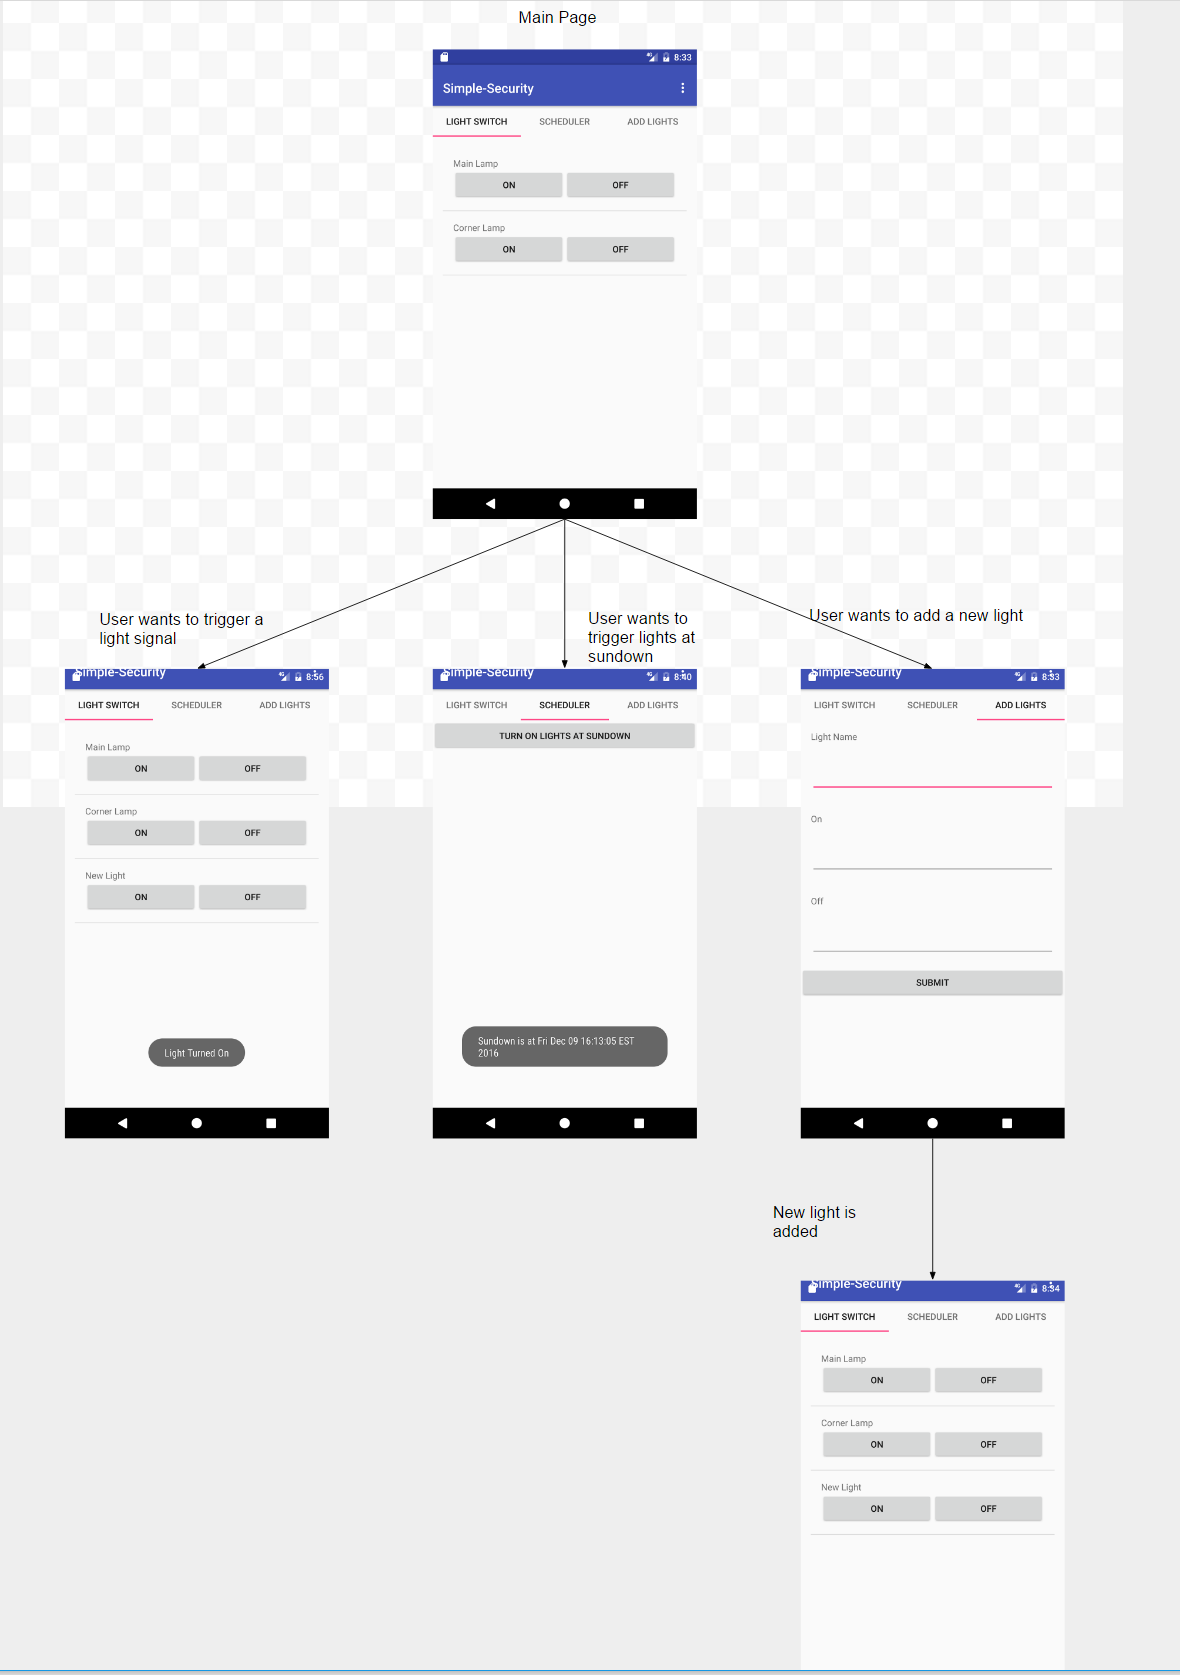 Main Page
8:33
Simple-Security
LIGHT SWITCH SCHEDULER ADD LIGHTS
Main Lamp
ON OFF
Corner Lamp
ON OFF
User wants to trigger a
light signal
User wants to
trigger lights at
sundown
User wants to add a new light
Simple-Security 8:56
LIGHT SWITCH SCHEDULER ADD LIGHTS
Main Lamp
ON OFF
Corner Lamp
ON OFF
New Light
ON OFF
Light Turned On
Simple-Security 8:40
LIGHT SWITCH SCHEDULER ADD LIGHTS
TURN ON LIGHTS AT SUNDOWN
Sundown is at Fri Dec 09 16:13:05 EST
2016
Simple-Security 8:33
LIGHT SWITCH SCHEDULER ADD LIGHTS
Light Name
On
Off
SUBMIT
New light is
added
Simple-Security 8:34
LIGHT SWITCH SCHEDULER ADD LIGHTS
Main Lamp
ON OFF
Corner Lamp
ON OFF
New Light
ON OFF